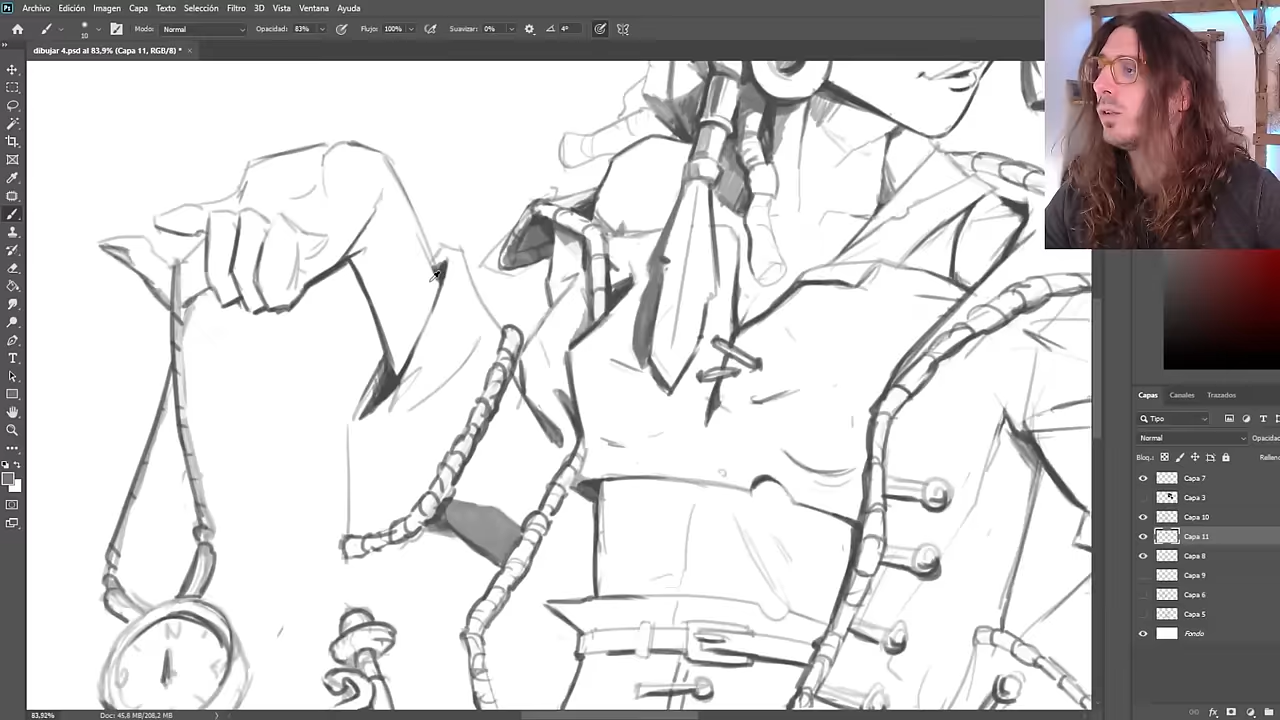 Archivo Edición Imagen Capa Texto Selección Filtro 3D Vista Ventana Ayuda
10 Modo: Normal Opacidad: 83% Flujo: 100% Suavizar: 0% 4°
dibujar 4.psd al 83,9% (Capa 11, RGB/8) *
N
Capas Canales Trazados
Tipo
Normal Opacidad
Bloq.: Rellen
Capa 7
Capa 3
Capa 10
Capa 11
Capa 8
Capa 9
Capa 6
Capa 5
Fondo
83,92% Doc: 45,8 MB/208,2 MB